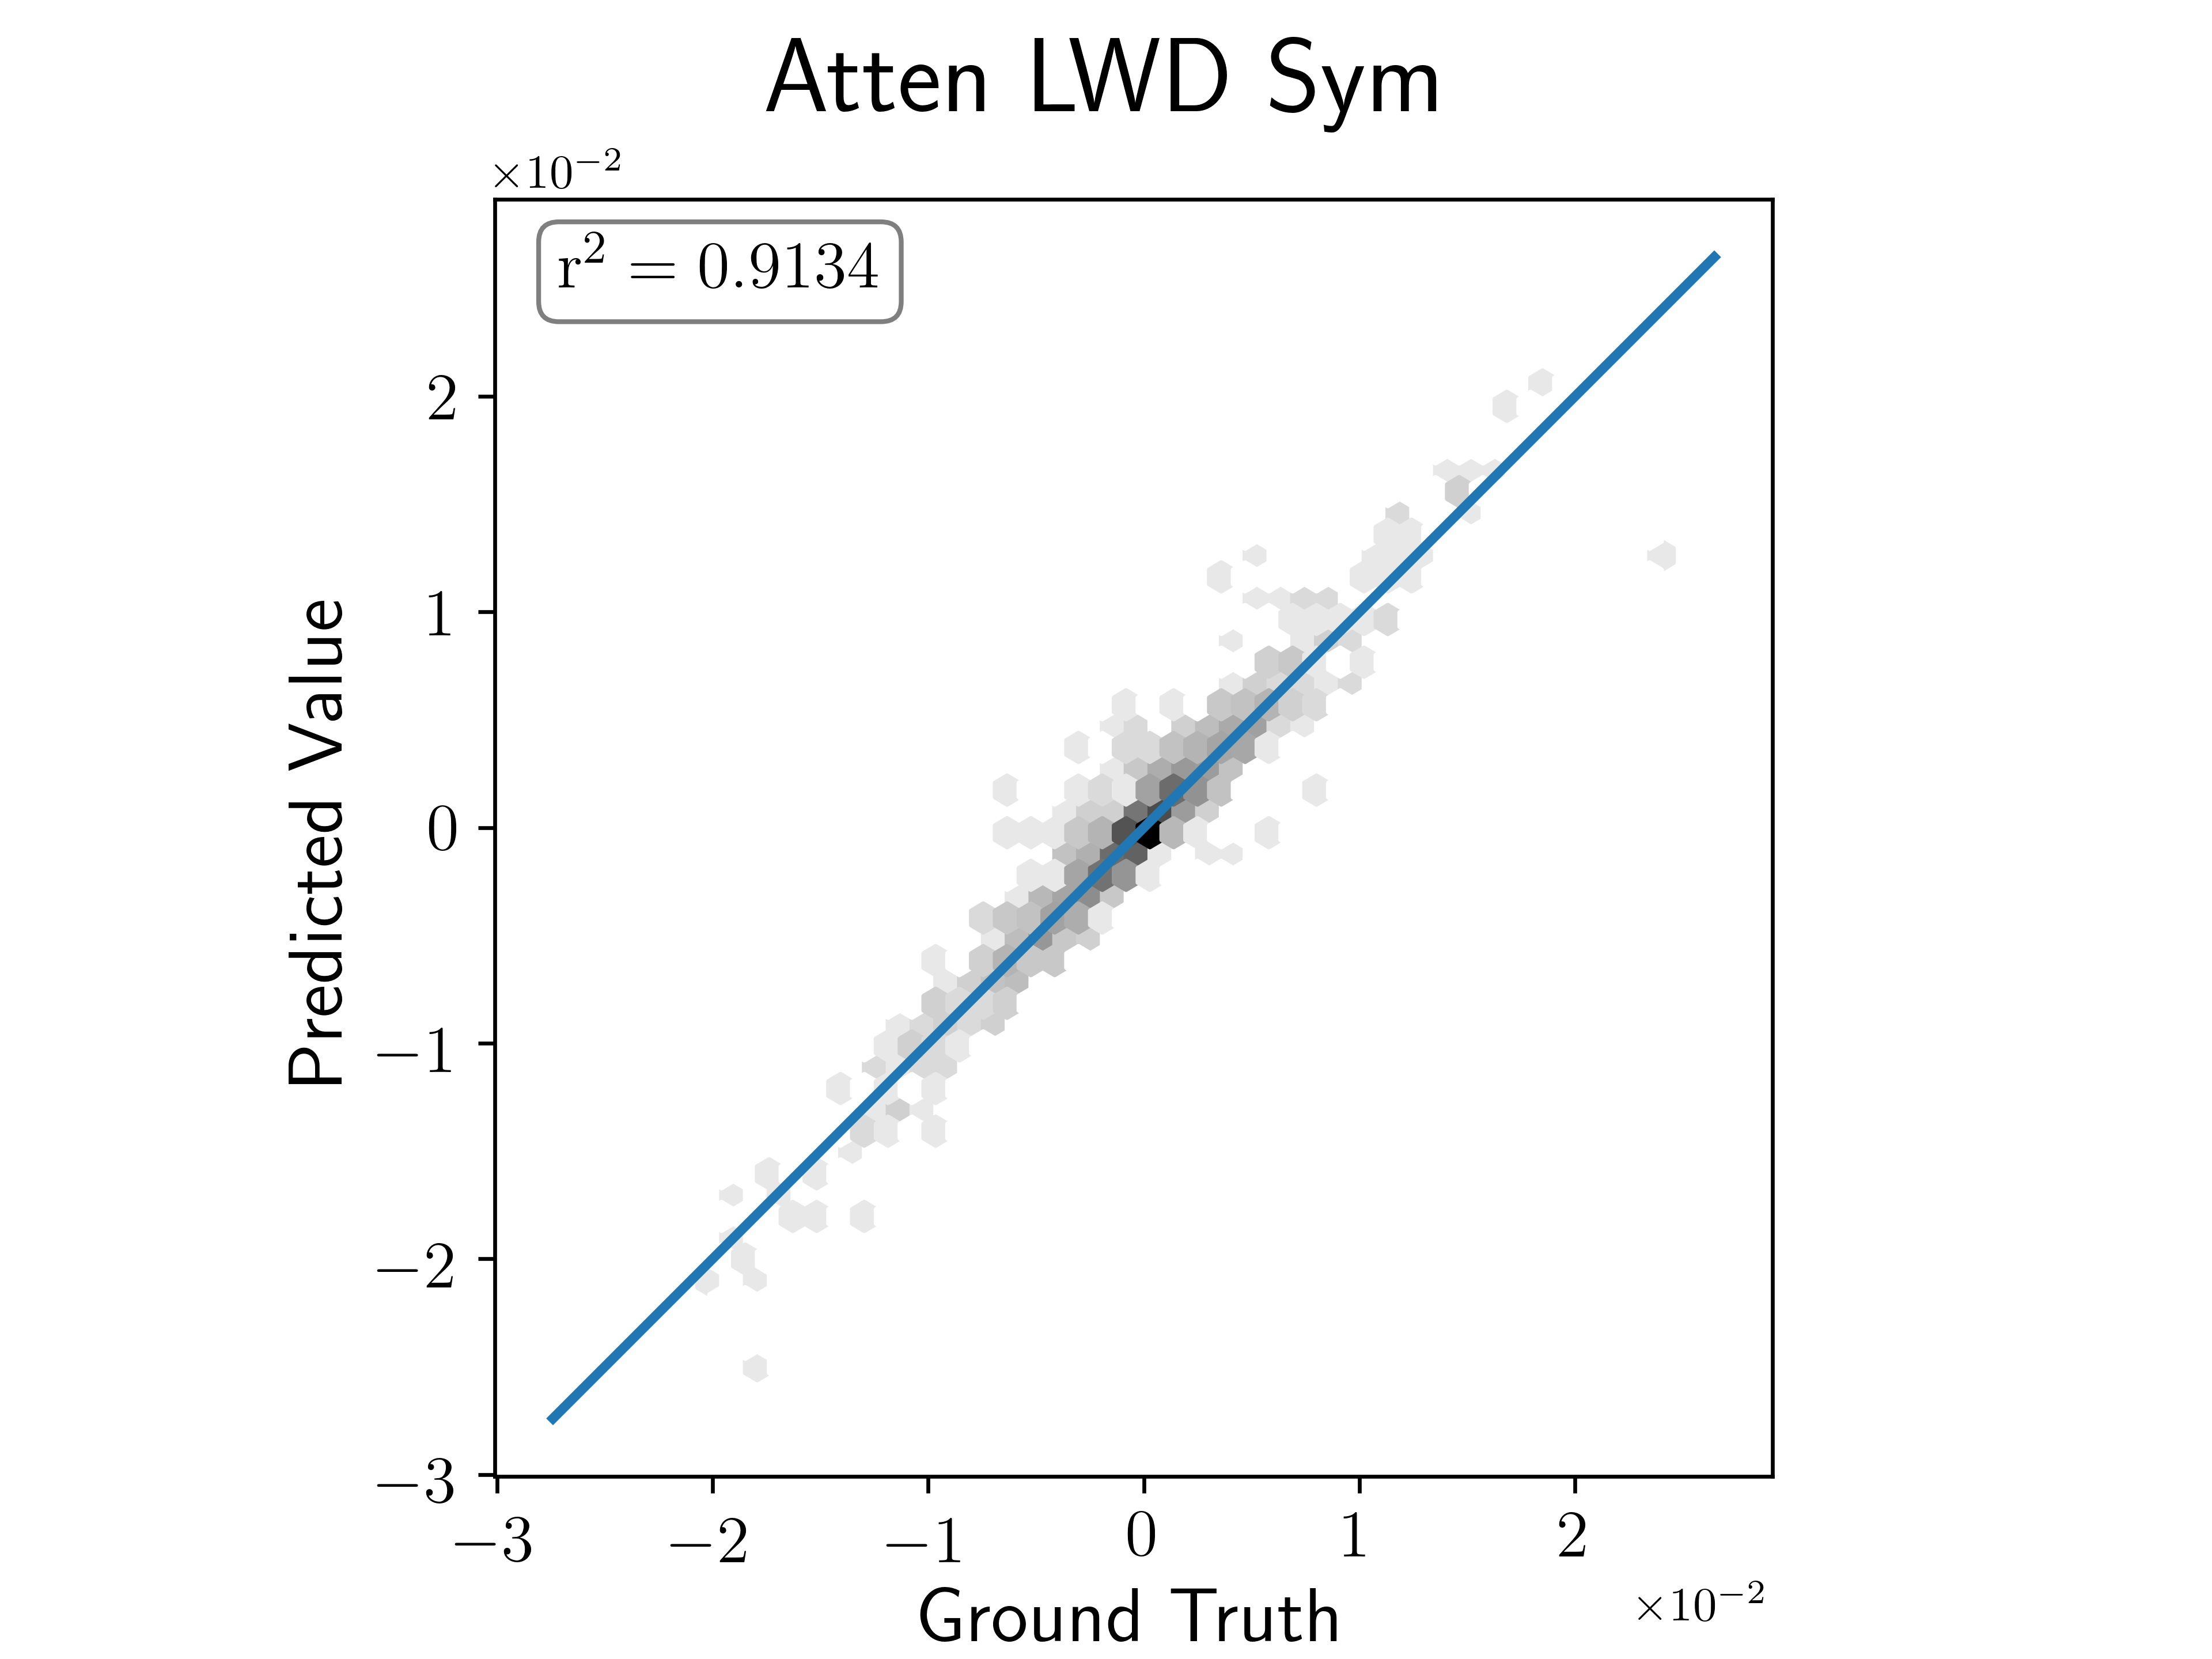 Atten LWD Sym
×10⁻²
r² = 0.9134
2
1
0
−1
−2
−3
Predicted Value
−3 −2 −1 0 1 2
Ground Truth
×10⁻²